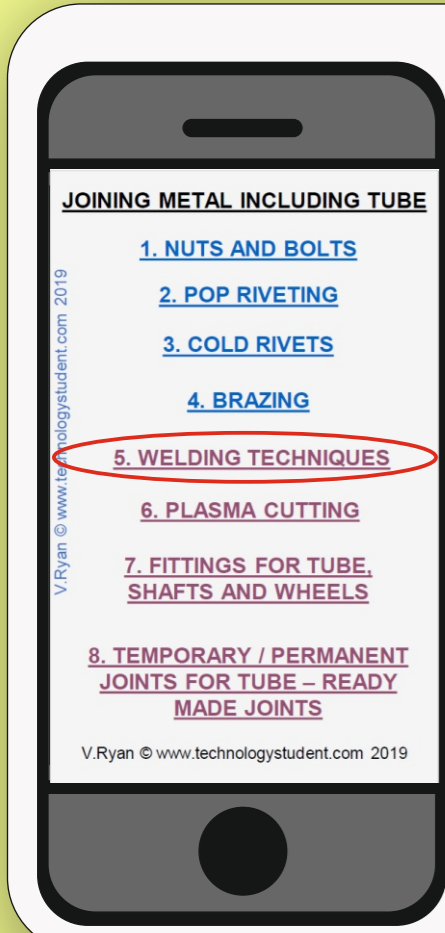 JOINING METAL INCLUDING TUBE
1. NUTS AND BOLTS
2. POP RIVETING
3. COLD RIVETS
4. BRAZING
5. WELDING TECHNIQUES
6. PLASMA CUTTING
7. FITTINGS FOR TUBE,
SHAFTS AND WHEELS
8. TEMPORARY / PERMANENT
JOINTS FOR TUBE – READY
MADE JOINTS
V.Ryan © www.technologystudent.com 2019
V.Ryan © www.technologystudent.com 2019